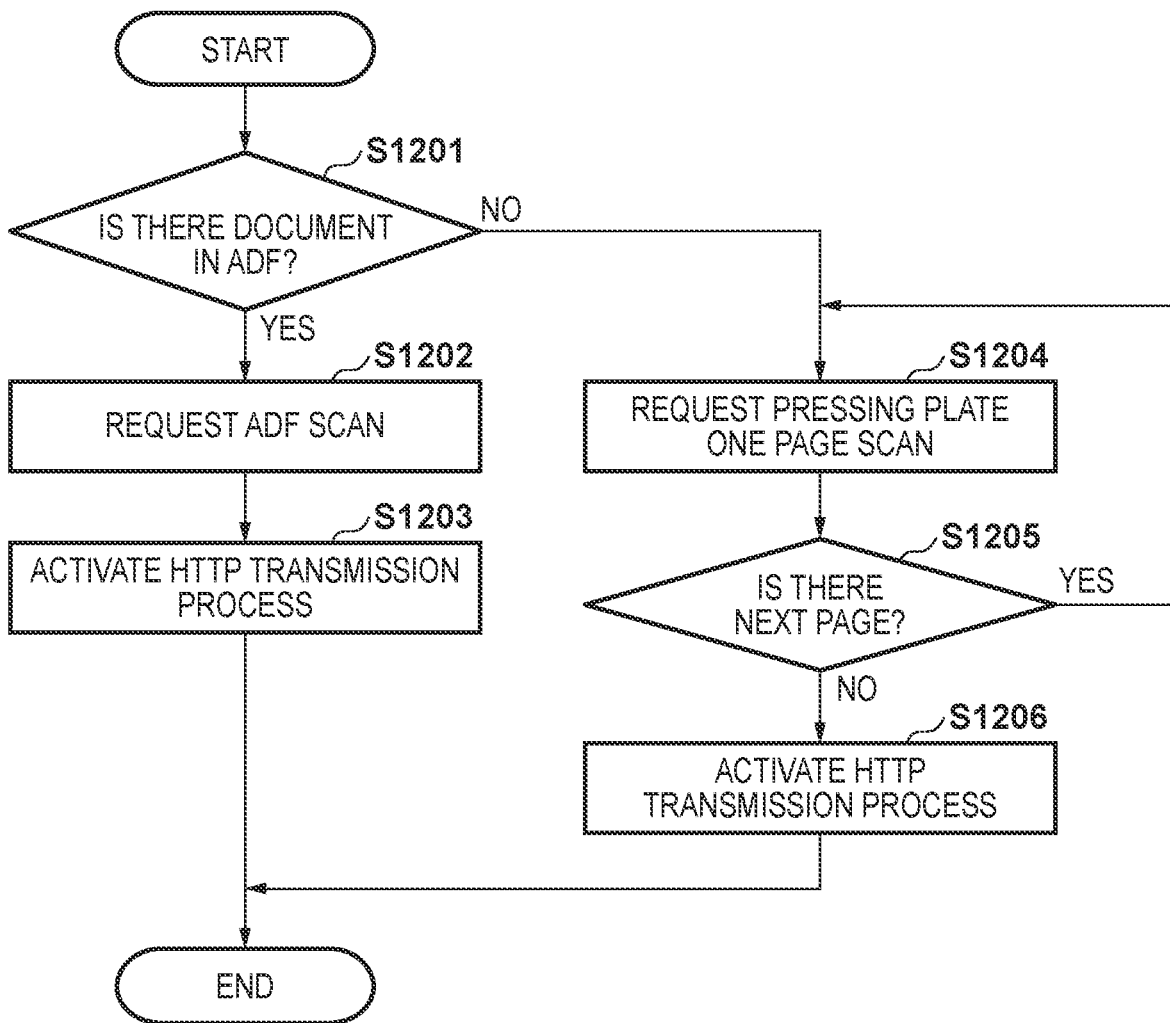 START
S1201
IS THERE DOCUMENT
IN ADF?
NO
YES
S1202
REQUEST ADF SCAN
S1203
ACTIVATE HTTP TRANSMISSION
PROCESS
S1204
REQUEST PRESSING PLATE
ONE PAGE SCAN
S1205
IS THERE
NEXT PAGE?
YES
NO
S1206
ACTIVATE HTTP
TRANSMISSION PROCESS
END